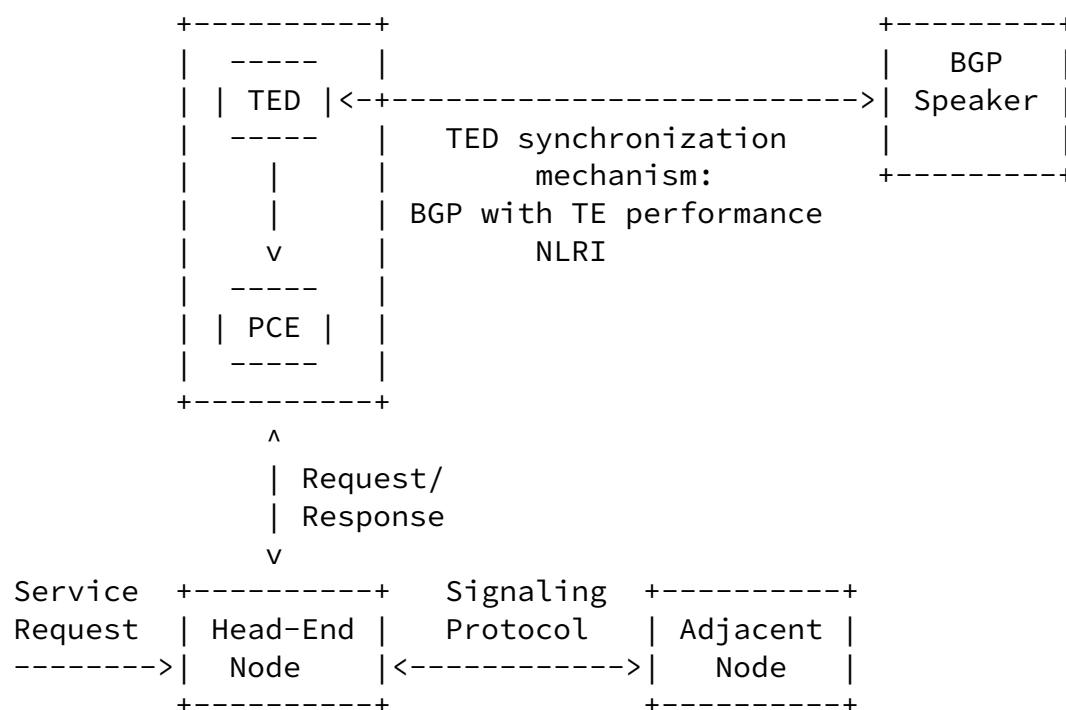 +----------+                        +---------+
|  -----   |                        |   BGP   |
| | TED |<-+----------------------->| Speaker |
|  -----   |   TED synchronization  |         |
|    |     |       mechanism:       +---------+
|    |     | BGP with TE performance
|    v     |       NLRI
|  -----   |
| | PCE |  |
|  -----   |
+----------+
^
| Request/
| Response
v
Service  +----------+   Signaling  +----------+
Request  | Head-End |   Protocol   | Adjacent |
-------->|  Node    |<------------>|   Node   |
+----------+              +----------+